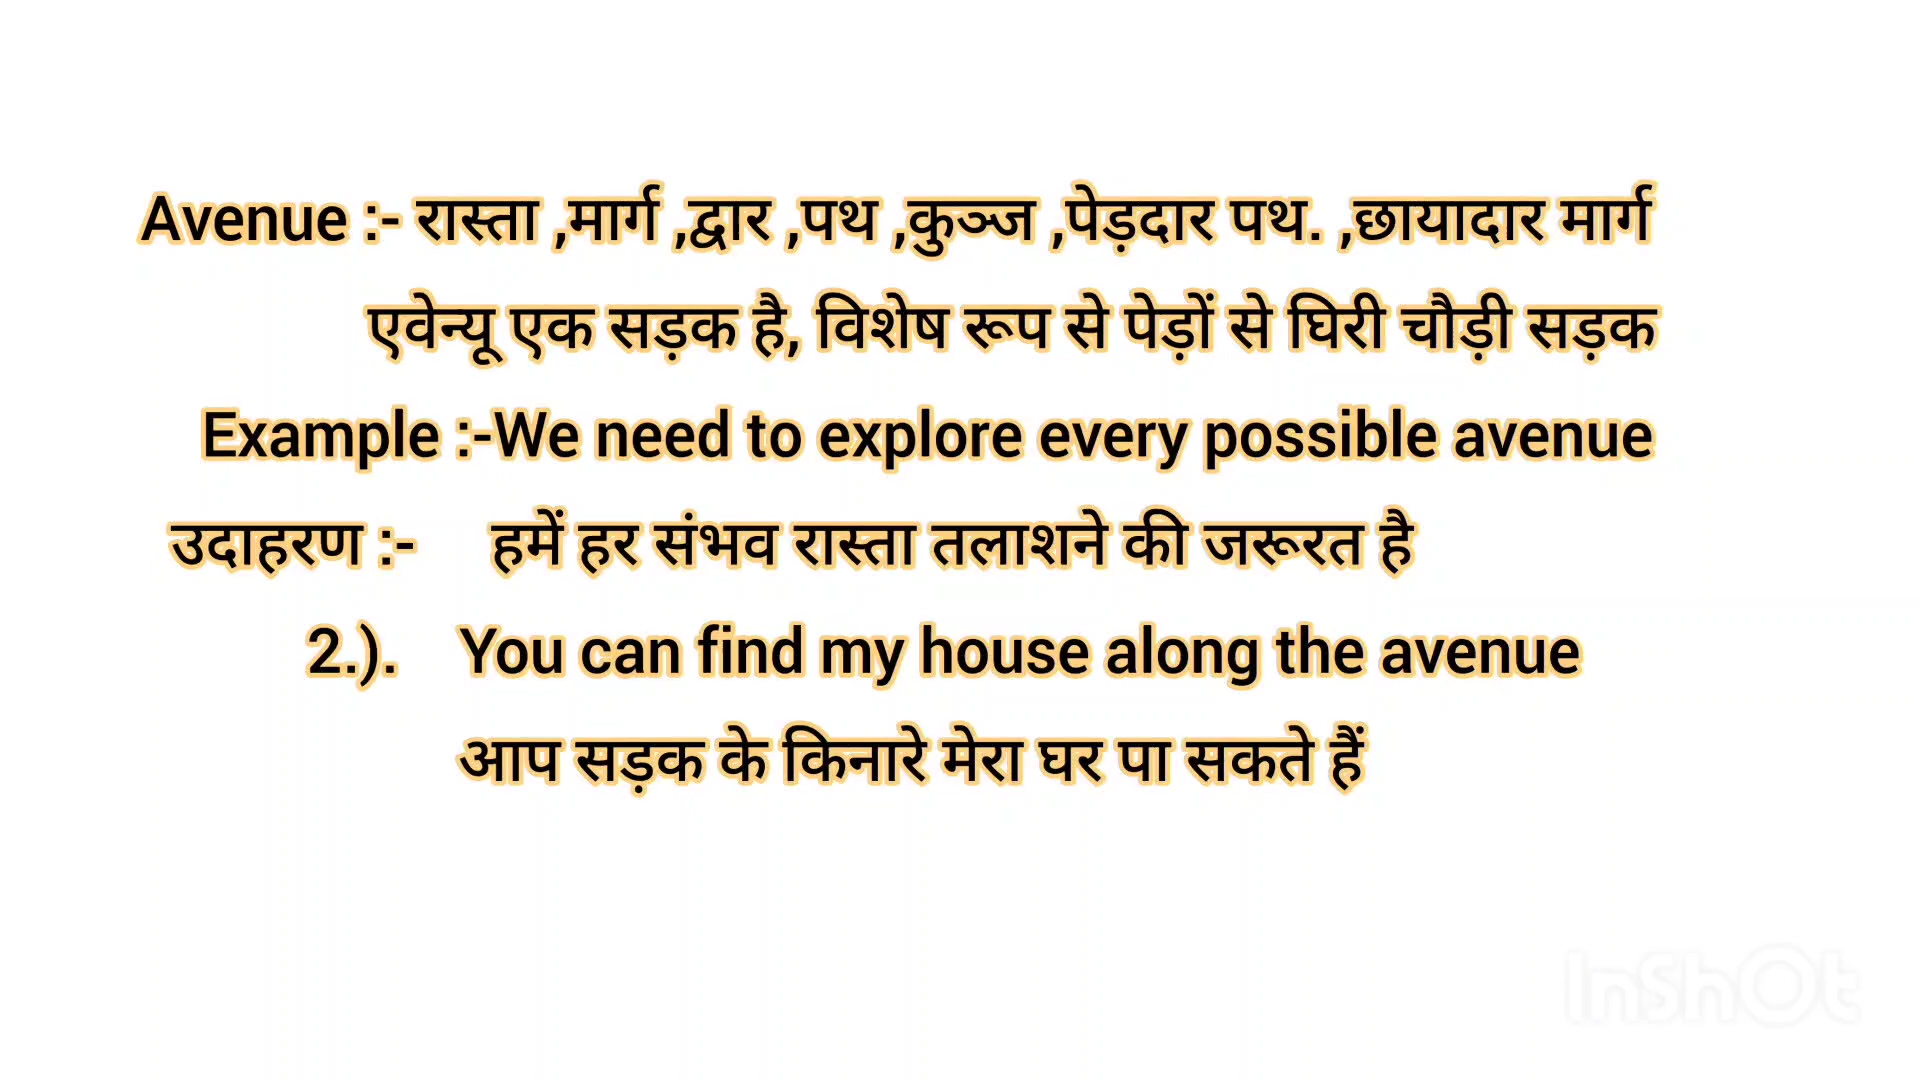 Avenue :- रास्ता ,मार्ग ,द्वार ,पथ ,कुञ्ज ,पेड़दार पथ. ,छायादार मार्ग
एवेन्यू एक सड़क है, विशेष रूप से पेड़ों से घिरी चौड़ी सड़क
Example :-We need to explore every possible avenue
उदाहरण :- हमें हर संभव रास्ता तलाशने की जरूरत है
2.). You can find my house along the avenue
आप सड़क के किनारे मेरा घर पा सकते हैं
InShOt